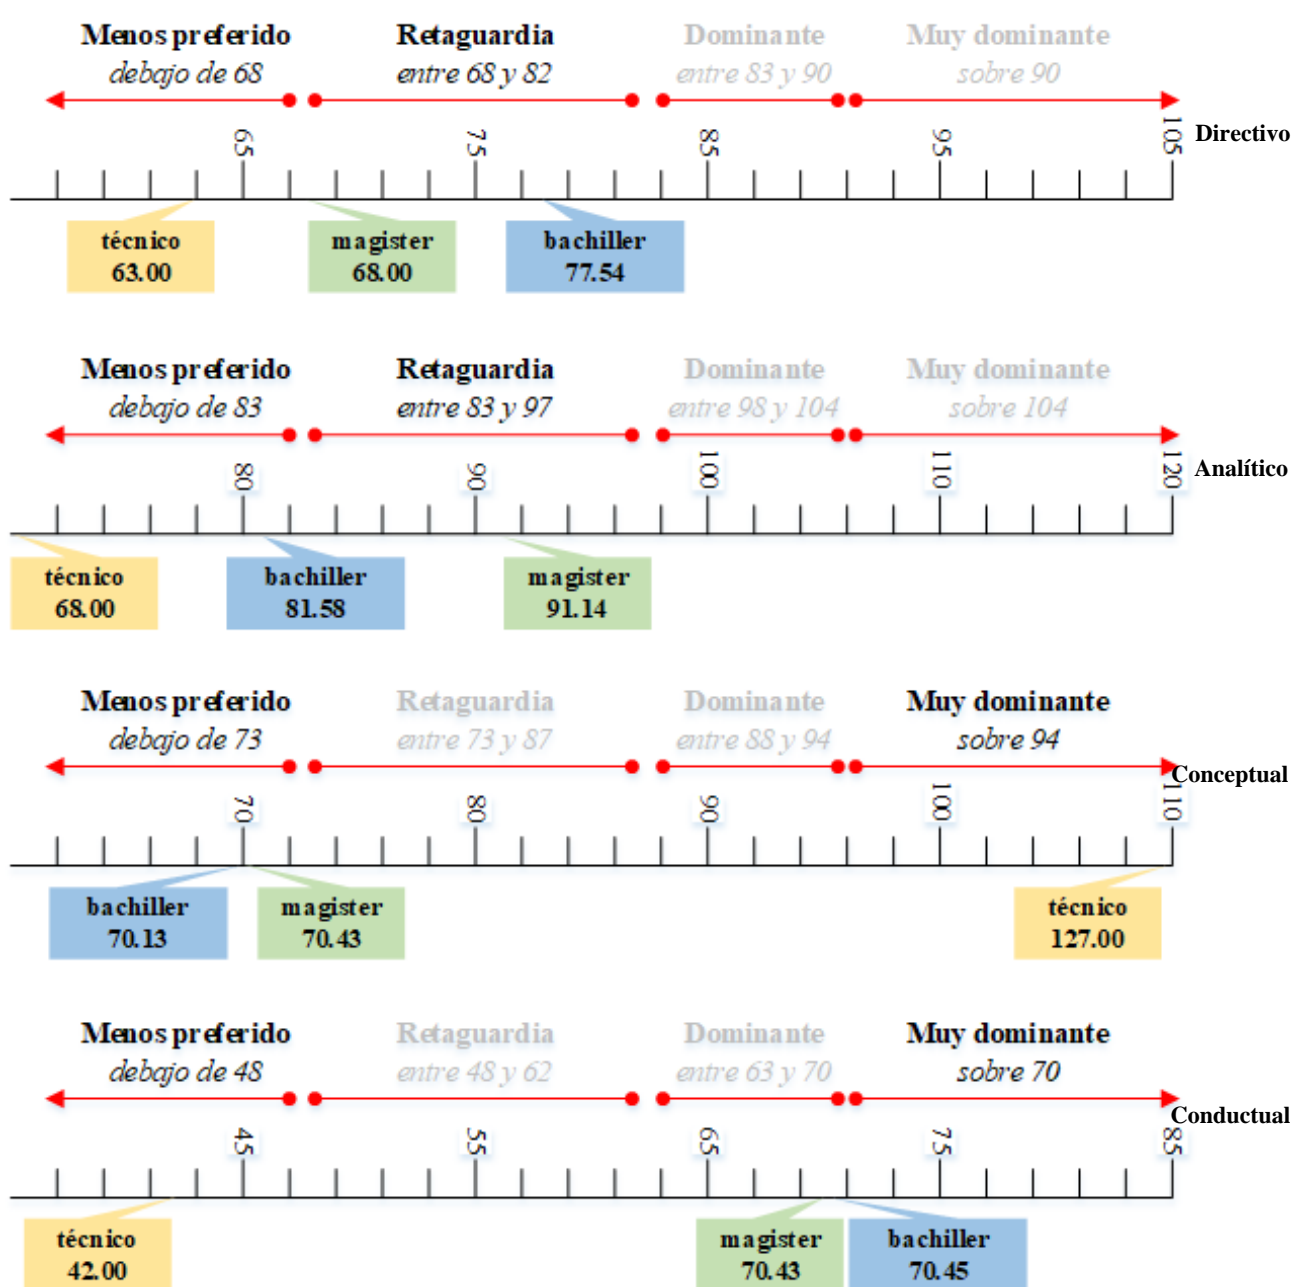 Menos preferido Retaguardia Dominante Muy dominante
debajo de 68 entre 68 y 82 entre 83 y 90 sobre 90
65 75 85 95 105 Directivo
técnico magister bachiller
63.00 68.00 77.54
Menos preferido Retaguardia Dominante Muy dominante
debajo de 83 entre 83 y 97 entre 98 y 104 sobre 104
80 90 100 110 120 Analítico
técnico bachiller magister
68.00 81.58 91.14
Menos preferido Retaguardia Dominante Muy dominante
debajo de 73 entre 73 y 87 entre 88 y 94 sobre 94
70 80 90 100 110 Conceptual
bachiller magister técnico
70.13 70.43 127.00
Menos preferido Retaguardia Dominante Muy dominante
debajo de 48 entre 48 y 62 entre 63 y 70 sobre 70
45 55 65 75 85 Conductual
técnico magister bachiller
42.00 70.43 70.45